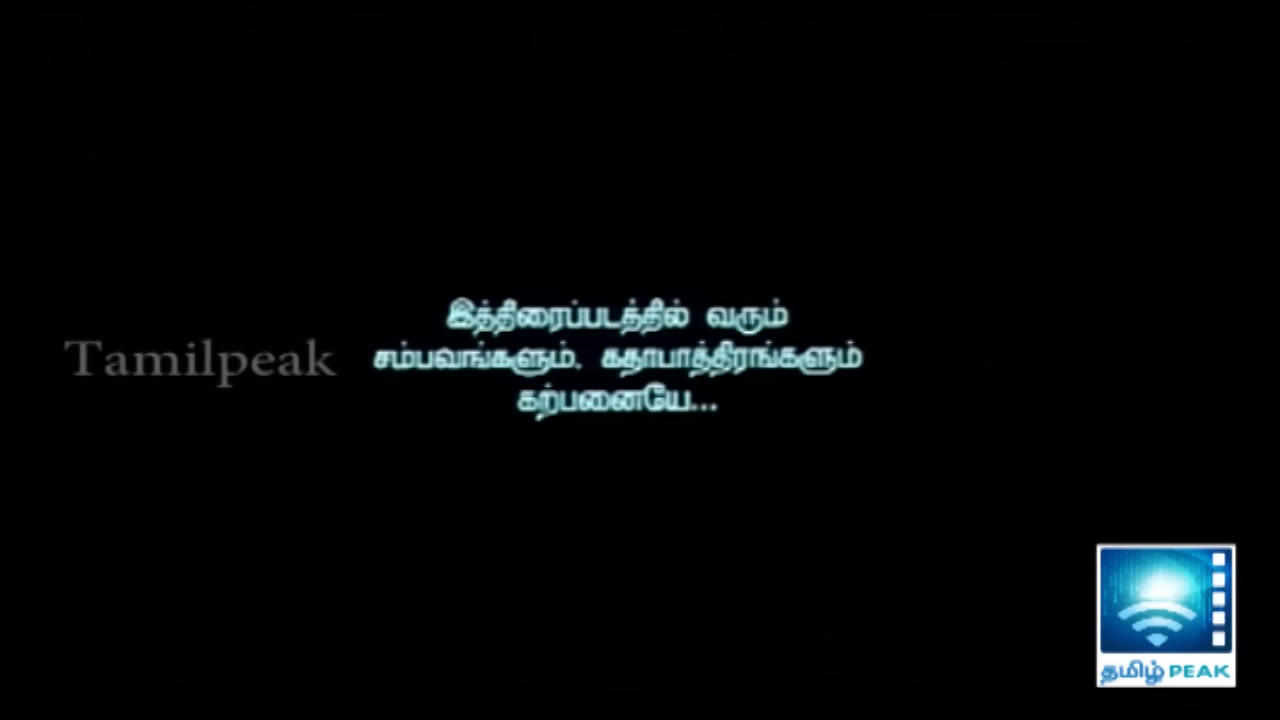 இத்திரைப்படத்தில் வரும்
Tamilpeak
சம்பவங்களும், கதாபாத்திரங்களும்
கற்பனையே...
தமிழ் PEAK